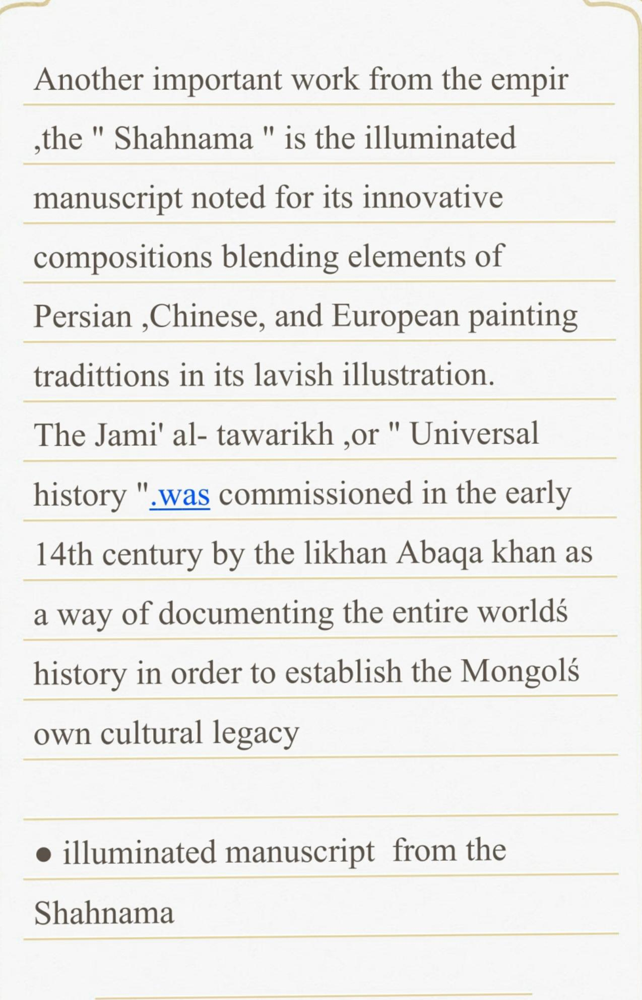 Another important work from the empir
,the " Shahnama " is the illuminated
manuscript noted for its innovative
compositions blending elements of
Persian ,Chinese, and European painting
tradittions in its lavish illustration.
The Jami' al- tawarikh ,or " Universal
history ".was commissioned in the early
14th century by the likhan Abaqa khan as
a way of documenting the entire worldś
history in order to establish the Mongolś
own cultural legacy
● illuminated manuscript  from the
Shahnama